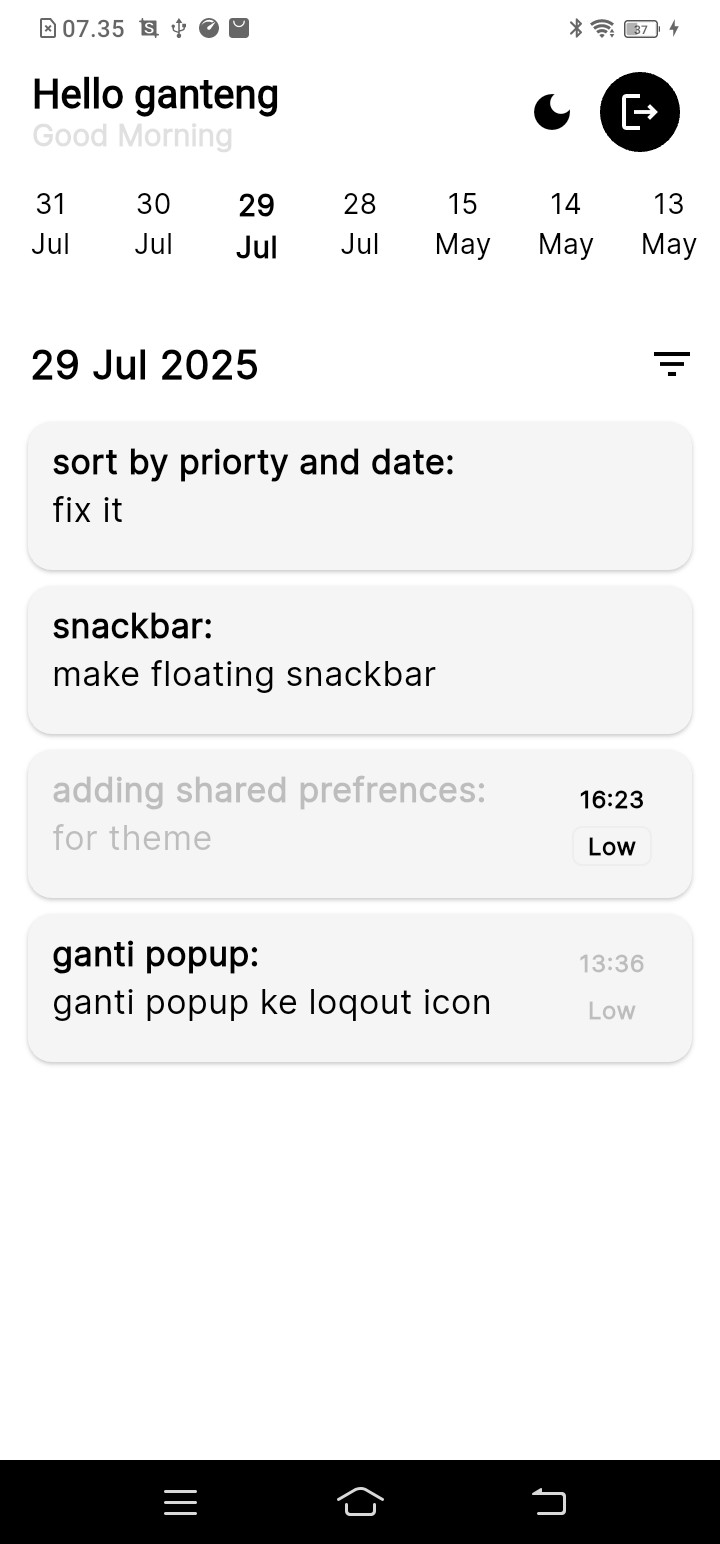 07.35
37
Hello ganteng
Good Morning
31 30 29 28 15 14 13
Jul Jul Jul Jul May May May
29 Jul 2025
sort by priorty and date:
fix it
snackbar:
make floating snackbar
adding shared prefrences:
16:23
for theme
Low
ganti popup:
13:36
ganti popup ke loqout icon
Low